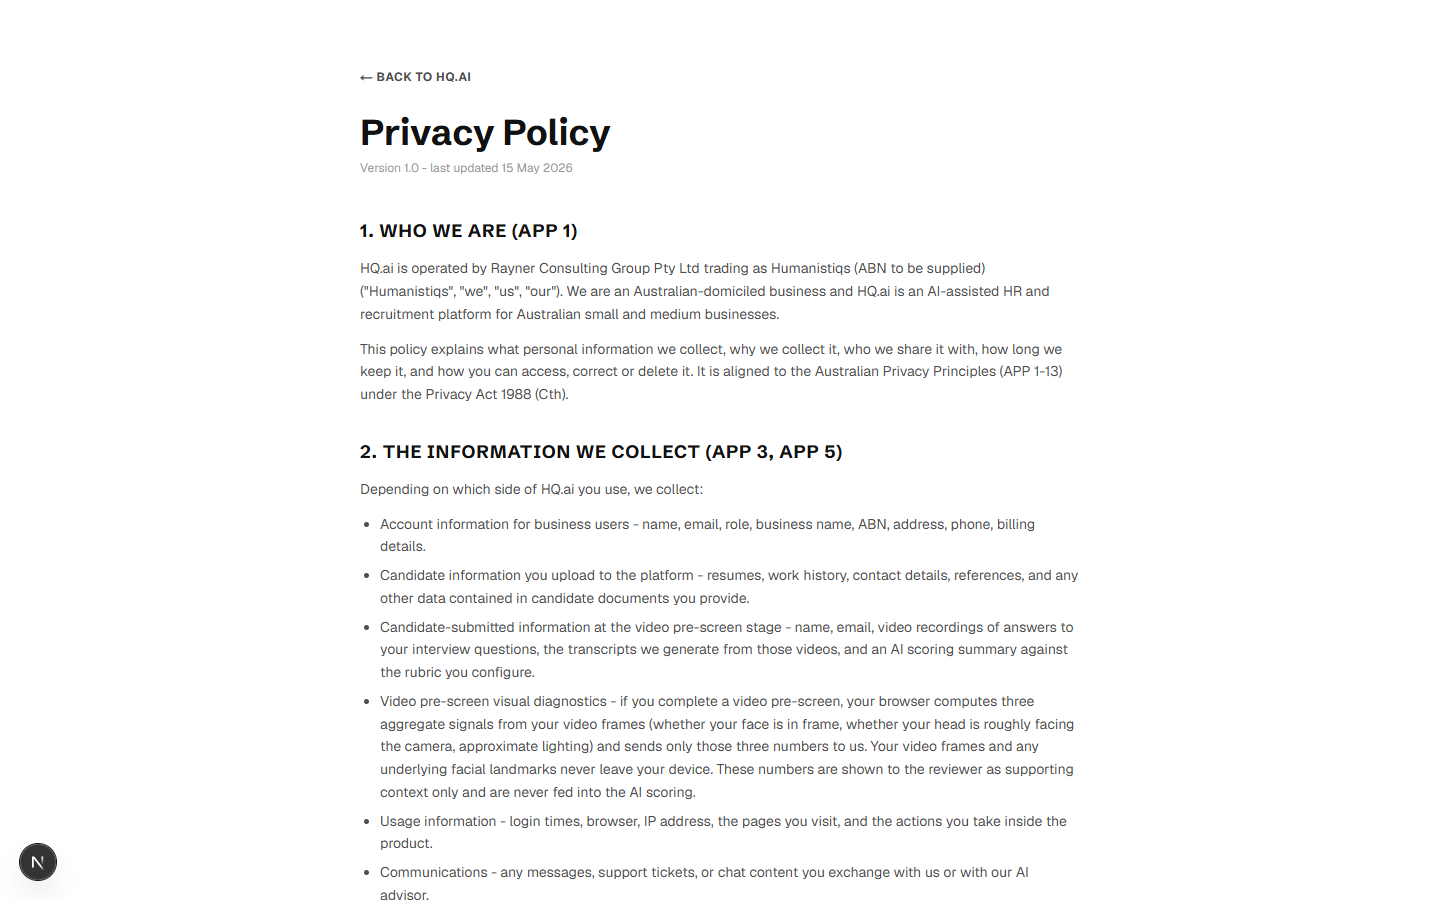 ← BACK TO HQ.AI
Privacy Policy
Version 1.0 - last updated 15 May 2026
1. WHO WE ARE (APP 1)
HQ.ai is operated by Rayner Consulting Group Pty Ltd trading as Humanistiqs (ABN to be supplied)
("Humanistiqs", "we", "us", "our"). We are an Australian-domiciled business and HQ.ai is an AI-assisted HR and
recruitment platform for Australian small and medium businesses.
This policy explains what personal information we collect, why we collect it, who we share it with, how long we
keep it, and how you can access, correct or delete it. It is aligned to the Australian Privacy Principles (APP 1-13)
under the Privacy Act 1988 (Cth).
2. THE INFORMATION WE COLLECT (APP 3, APP 5)
Depending on which side of HQ.ai you use, we collect:
• Account information for business users - name, email, role, business name, ABN, address, phone, billing
details.
• Candidate information you upload to the platform - resumes, work history, contact details, references, and any
other data contained in candidate documents you provide.
• Candidate-submitted information at the video pre-screen stage - name, email, video recordings of answers to
your interview questions, the transcripts we generate from those videos, and an AI scoring summary against
the rubric you configure.
• Video pre-screen visual diagnostics - if you complete a video pre-screen, your browser computes three
aggregate signals from your video frames (whether your face is in frame, whether your head is roughly facing
the camera, approximate lighting) and sends only those three numbers to us. Your video frames and any
underlying facial landmarks never leave your device. These numbers are shown to the reviewer as supporting
context only and are never fed into the AI scoring.
• Usage information - login times, browser, IP address, the pages you visit, and the actions you take inside the
product.
• Communications - any messages, support tickets, or chat content you exchange with us or with our AI
advisor.
N